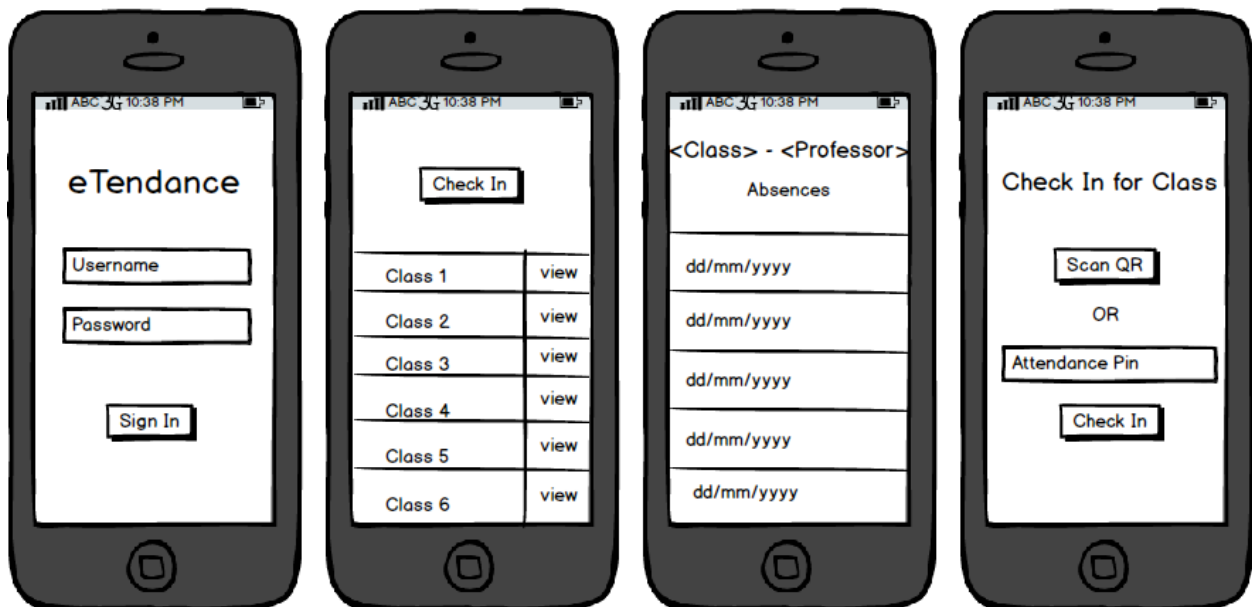 ABC 3G 10:38 PM
eTendance
Username
Password
Sign In
ABC 3G 10:38 PM
Check In
Class 1 view
Class 2 view
Class 3 view
Class 4 view
Class 5 view
Class 6 view
ABC 3G 10:38 PM
<Class> - <Professor>
Absences
dd/mm/yyyy
dd/mm/yyyy
dd/mm/yyyy
dd/mm/yyyy
dd/mm/yyyy
ABC 3G 10:38 PM
Check In for Class
Scan QR
OR
Attendance Pin
Check In